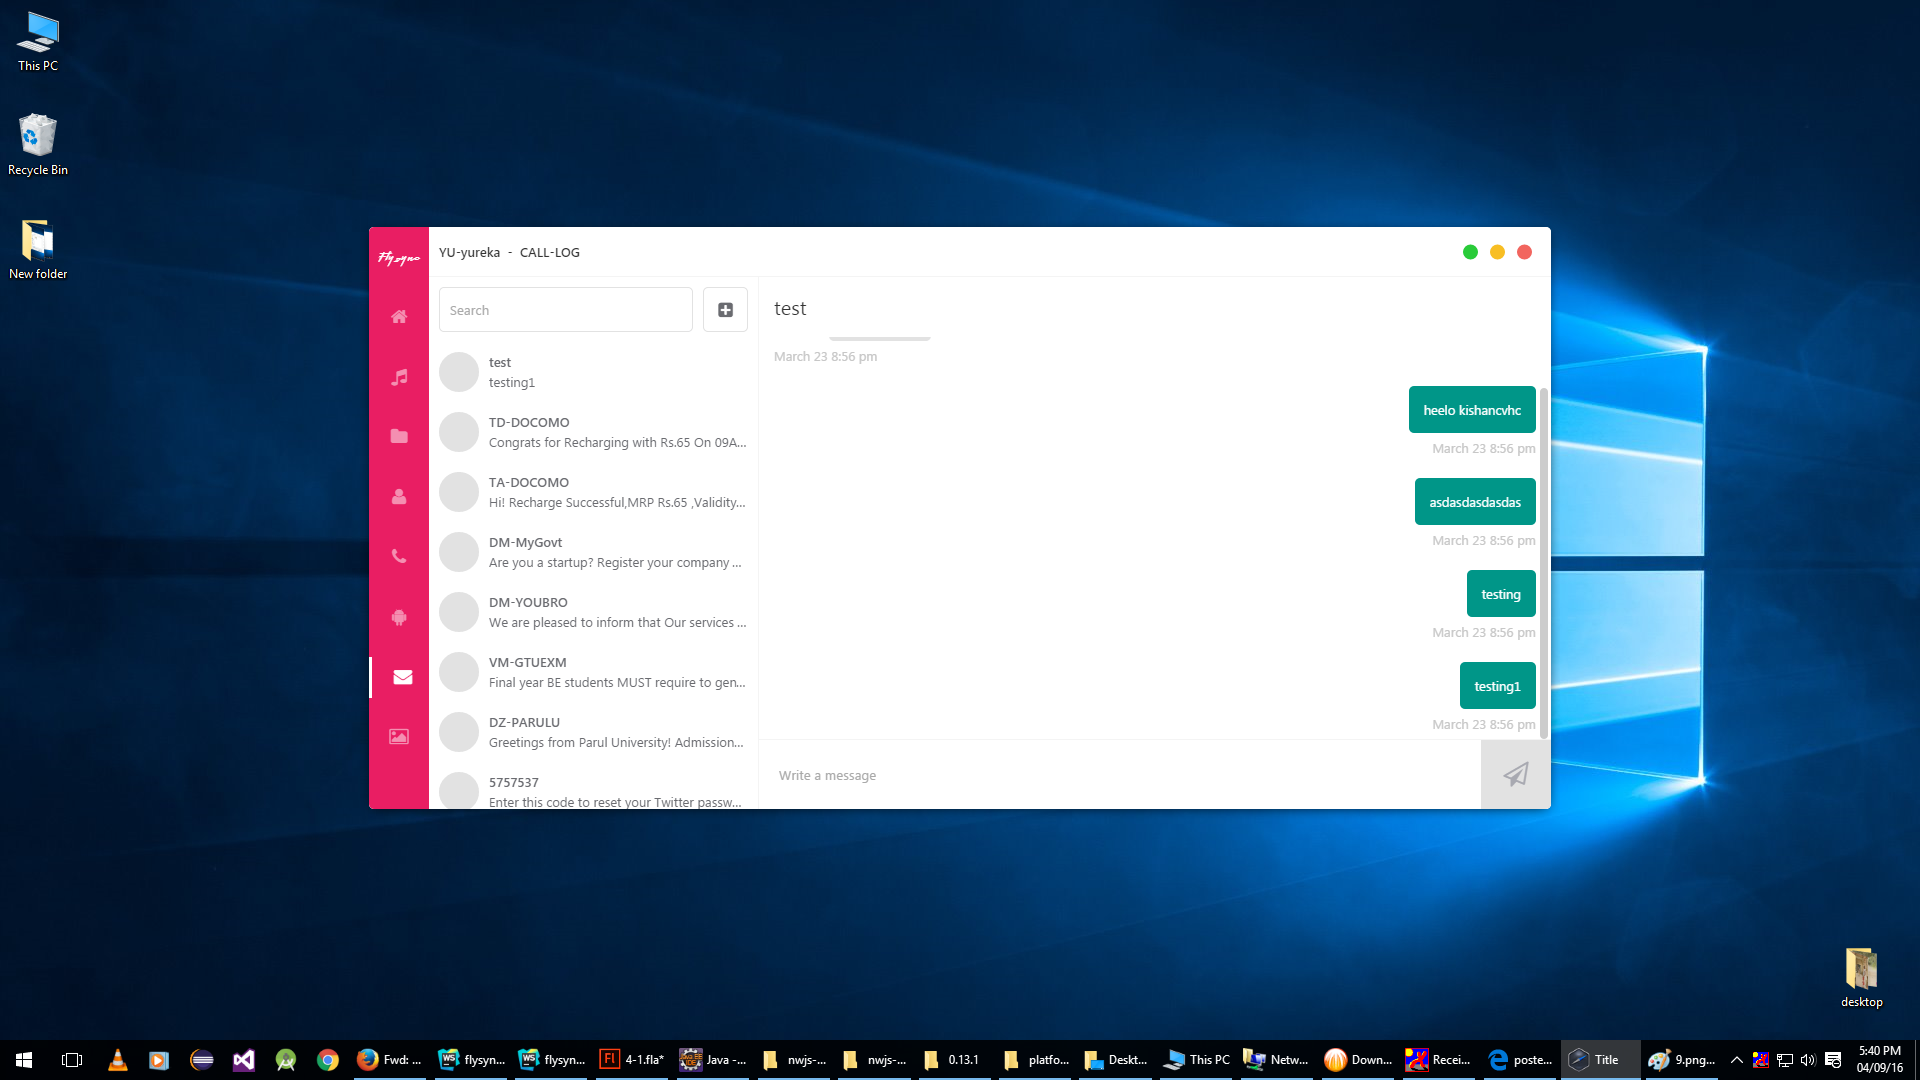 This PC
Recycle Bin
New folder
Flysync
YU-yureka - CALL-LOG
Search
test
testing1
TD-DOCOMO
Congrats for Recharging with Rs.65 On 09A...
TA-DOCOMO
Hi! Recharge Successful,MRP Rs.65 ,Validity...
DM-MyGovt
Are you a startup? Register your company ...
DM-YOUBRO
We are pleased to inform that Our services ...
VM-GTUEXM
Final year BE students MUST require to gen...
DZ-PARULU
Greetings from Parul University! Admission...
5757537
Enter this code to reset your Twitter passw...
test
March 23 8:56 pm
heelo kishancvhc
March 23 8:56 pm
asdasdasdasdas
March 23 8:56 pm
testing
March 23 8:56 pm
testing1
March 23 8:56 pm
Write a message
desktop
Fwd: ...
WS flysyn...
WS flysyn...
Fl 4-1.fla*
Java -...
nwjs-...
nwjs-...
0.13.1
platfo...
Deskt...
This PC
Netw...
Down...
Recei...
poste...
Title
9.png...
5:40 PM
04/09/16